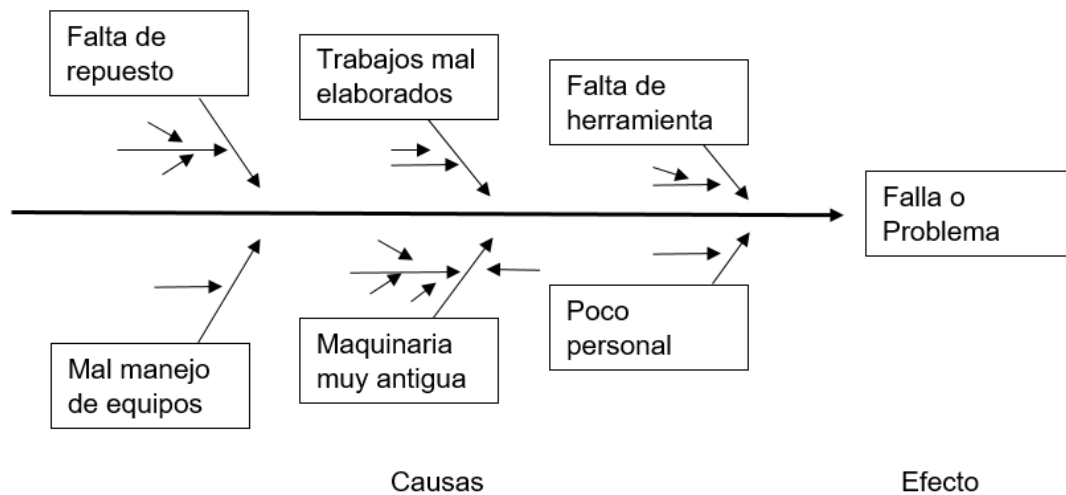 Falta de
repuesto
Trabajos mal
elaborados
Falta de
herramienta
Falla o
Problema
Mal manejo
de equipos
Maquinaria
muy antigua
Poco
personal
Causas
Efecto